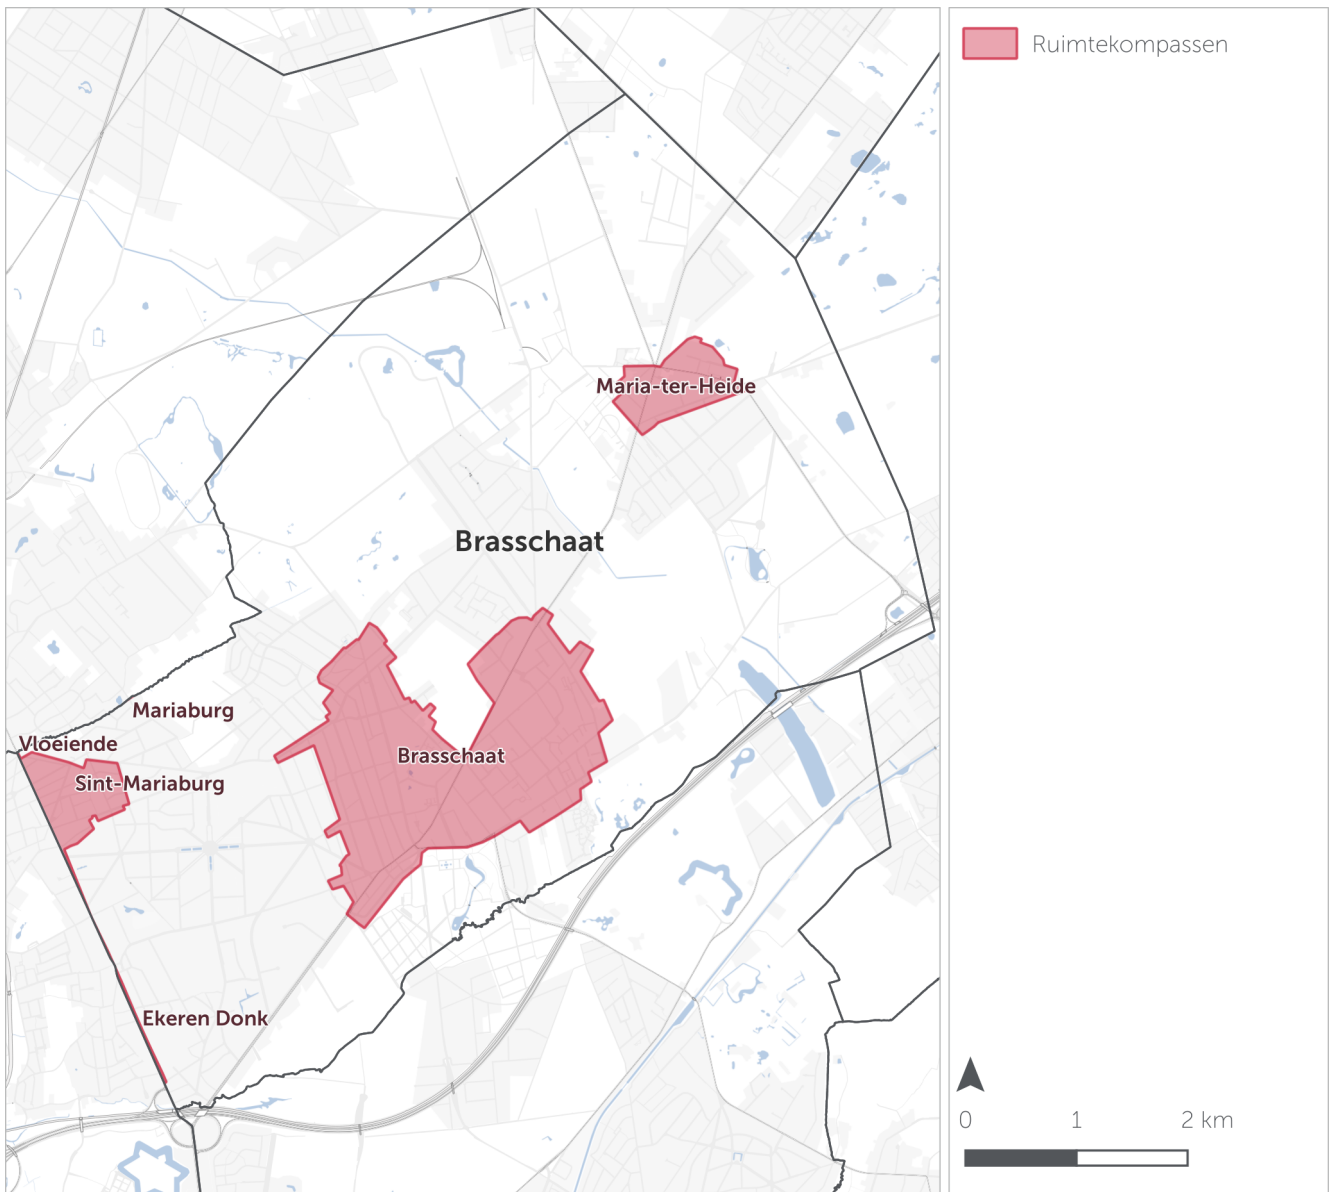 Ruimtekompassen
Maria-ter-Heide
Brasschaat
Mariaburg
Vloeiende
Brasschaat
Sint-Mariaburg
Ekeren Donk
0 1 2 km